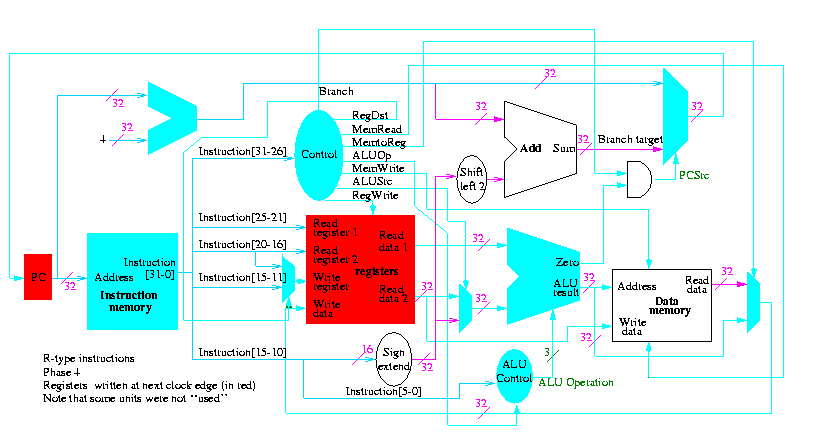 32
32
32
+
32
Branch
32
RegDst
MemRead
MemtoReg
ALUOp
MemWrite
ALUSrc
RegWrite
Control
Add
Sum
32
Branch target
32
Shift
left 2
PCSrc
Instruction[31-26]
Instruction[25-21]
Instruction[20-16]
Instruction[15-11]
Read
register 1
Read
register 2
Write
register
Write
data
Read
data 1
registers
Read
data 2
32
32
32
Zero
ALU
result
32
PC
32
Address
Instruction
[31-0]
Instruction
memory
Address
Read
data
Data
memory
Write
data
32
32
Instruction[15-10]
16
Sign
extend
32
Instruction[5-0]
ALU
Control
3
ALU Operation
32
R-type instructions
Phase +
Registers written at next clock edge (in red)
Note that some units were not ``used''